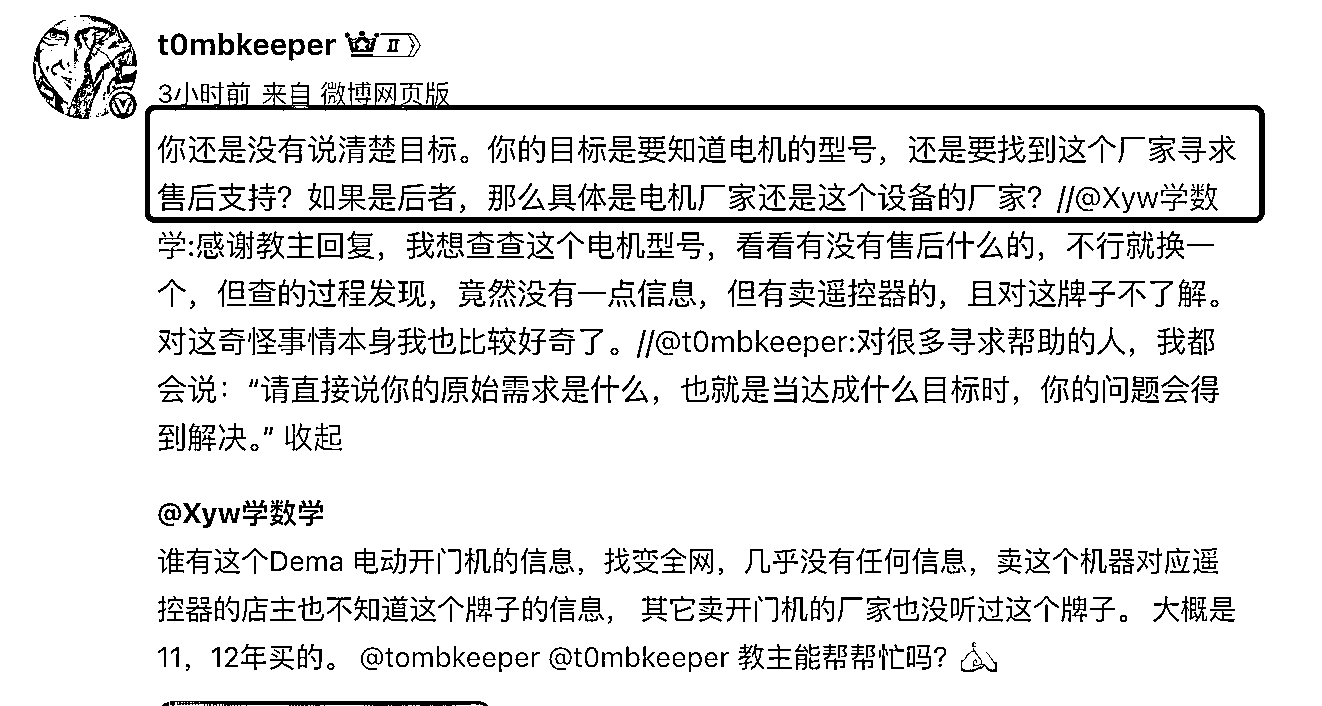 t0mbkeeper II
3小时前 来自 微博网页版
你还是没有说清楚目标。你的目标是要知道电机的型号，还是要找到这个厂家寻求
售后支持？如果是后者，那么具体是电机厂家还是这个设备的厂家？//@Xyw学数
学:感谢教主回复，我想查查这个电机型号，看看有没有售后什么的，不行就换一
个，但查的过程发现，竟然没有一点信息，但有卖遥控器的，且对这牌子不了解。
对这奇怪事情本身我也比较好奇了。//@t0mbkeeper:对很多寻求帮助的人，我都
会说：“请直接说你的原始需求是什么，也就是当达成什么目标时，你的问题会得
到解决。” 收起
@Xyw学数学
谁有这个Dema 电动开门机的信息，找变全网，几乎没有任何信息，卖这个机器对应遥
控器的店主也不知道这个牌子的信息， 其它卖开门机的厂家也没听过这个牌子。 大概是
11，12年买的。 @tombkeeper @t0mbkeeper 教主能帮帮忙吗？